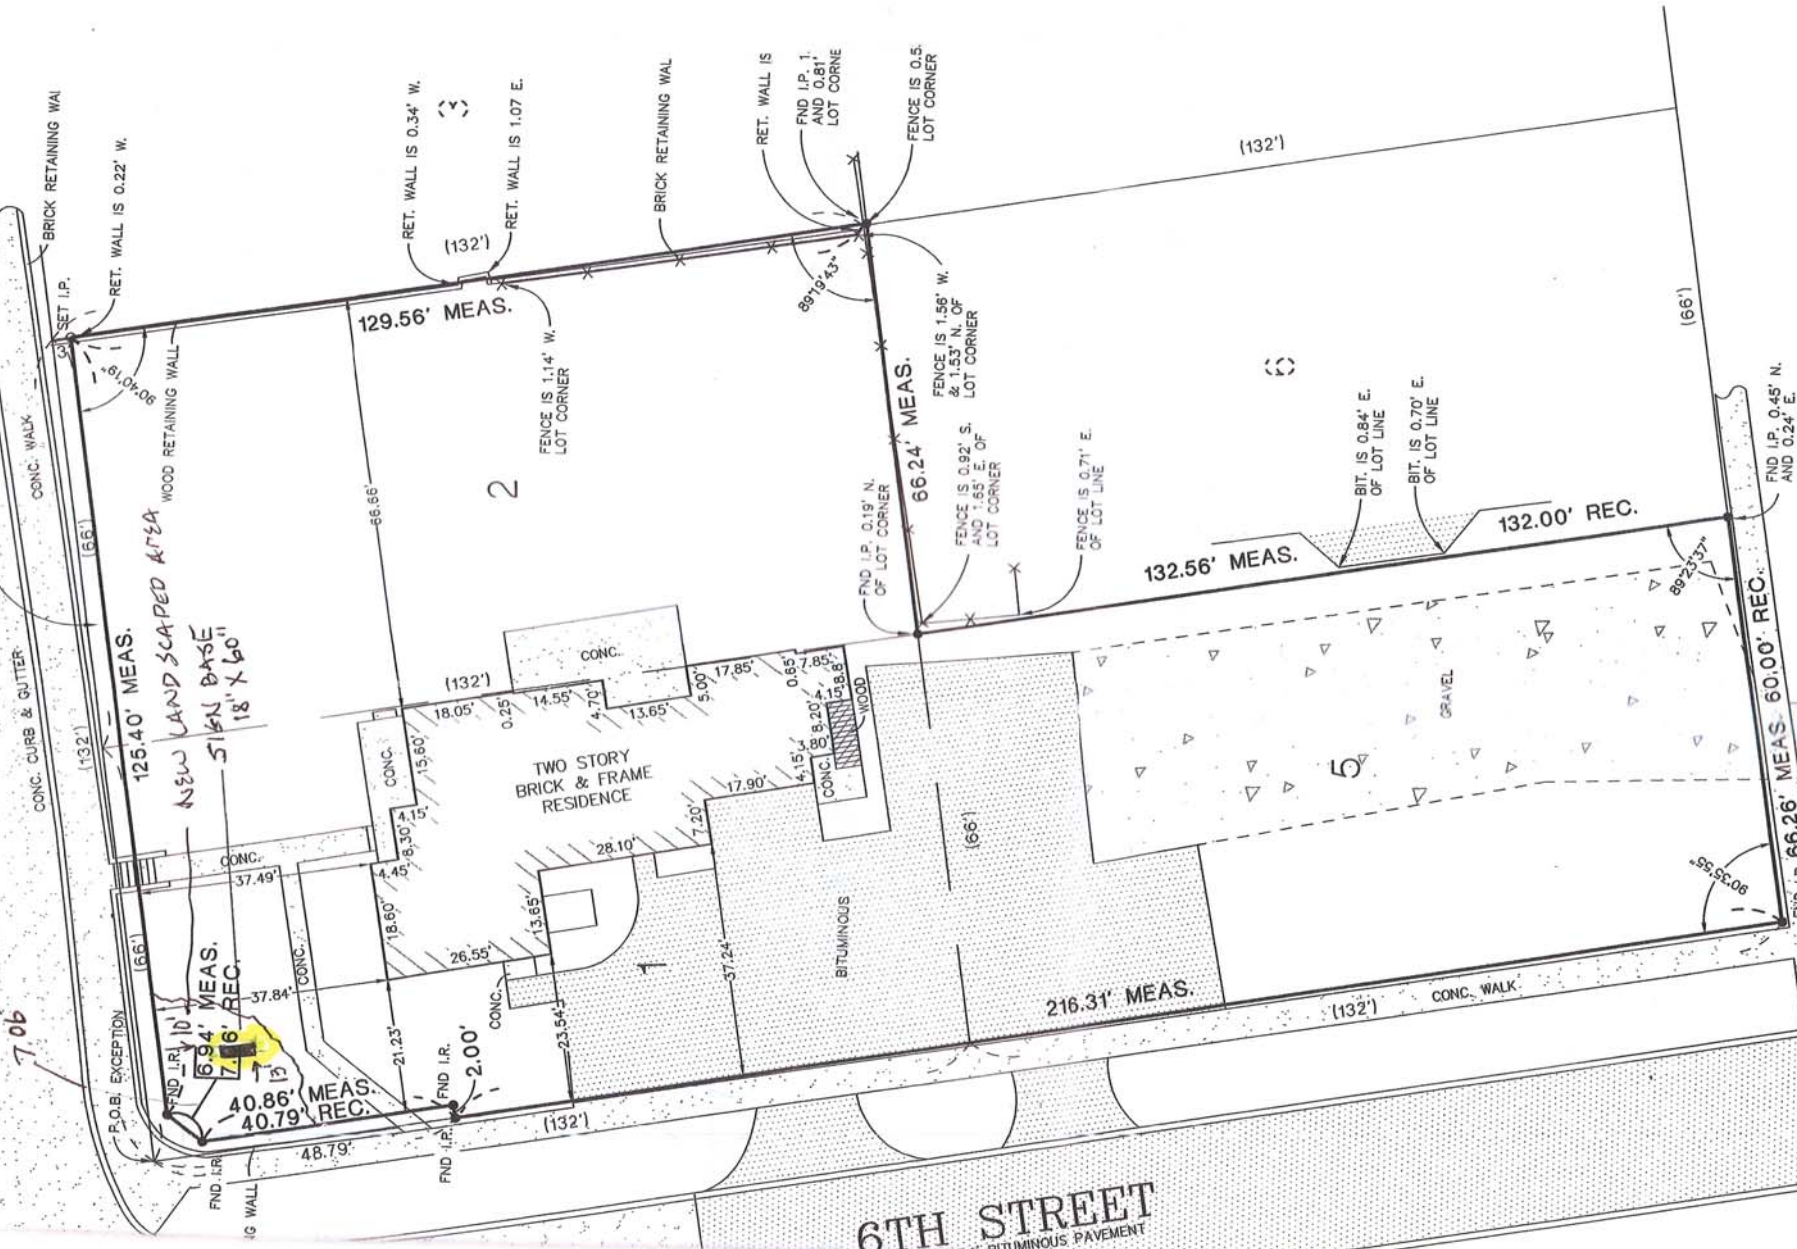 7.06
CONC. CURB & GUTTER
CONC. WALK
BRICK RETAINING WAL
RET. WALL IS 0.22' W.
SET I.P.
3
90°40'19"
WOOD RETAINING WALL
(66')
(132')
125.40' MEAS.
NEW LANDSCAPED AREA
SIGN BASE
18" X 60"
(66')
P.O.B. EXCEPTION
FND I.R.
10'
6.94' MEAS.
REC.
13'
40.86' MEAS.
40.79' REC.
FND I.R.
NG WALL
48.79'
FND I.R.
FND I.P.
2.00'
21.23'
37.84'
37.49'
CONC.
CONC.
CONC.
CONC.
26.55'
23.54'
18.60'
4.45'
8.30'
4.15'
15.60'
13.65'
28.10'
7.20'
17.90'
TWO STORY
BRICK & FRAME
RESIDENCE
(132')
18.05'
0.25'
14.55'
4.70'
13.65'
5.00'
17.85'
0.65'
7.85'
8.8'
4.15'
8.20'
3.80'
4.15'
CONC.
CONC.
WOOD
66.66'
2
129.56' MEAS.
(132')
RET. WALL IS 0.34' W.
RET. WALL IS 1.07 E.
3
FENCE IS 1.14' W.
LOT CORNER
BRICK RETAINING WAL
RET. WALL IS
FND I.P. 1.
AND 0.81'
LOT CORNE
FENCE IS 0.5.
LOT CORNER
89°19'43"
66.24' MEAS.
FENCE IS 1.56' W.
& 1.53' N. OF
LOT CORNER
FND I.P. 0.19' N.
OF LOT CORNER
FENCE IS 0.92' S.
AND 1.65' E. OF
LOT CORNER
FENCE IS 0.71' E.
OF LOT LINE
(132')
(66')
6
132.56' MEAS.
132.00' REC.
BIT. IS 0.84' E.
OF LOT LINE
BIT. IS 0.70' E.
OF LOT LINE
FND I.P. 0.45' N.
AND 0.24' E.
89°23'37"
66.26' MEAS. 60.00' REC.
90°35'55"
GRAVEL
5
(66')
BITUMINOUS
1
37.24'
216.31' MEAS.
(132')
(132')
CONC. WALK
6TH STREET
BITUMINOUS PAVEMENT